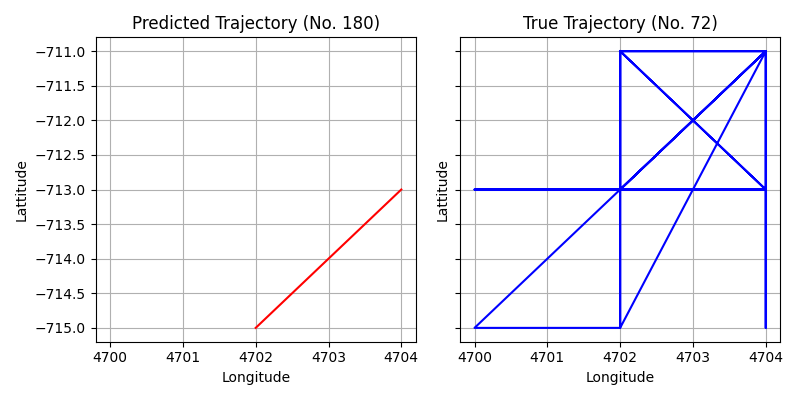 Predicted Trajectory (No. 180)
True Trajectory (No. 72)
−711.0
−711.5
−712.0
−712.5
−713.0
−713.5
−714.0
−714.5
−715.0
Lattitude
Lattitude
4700 4701 4702 4703 4704
4700 4701 4702 4703 4704
Longitude
Longitude